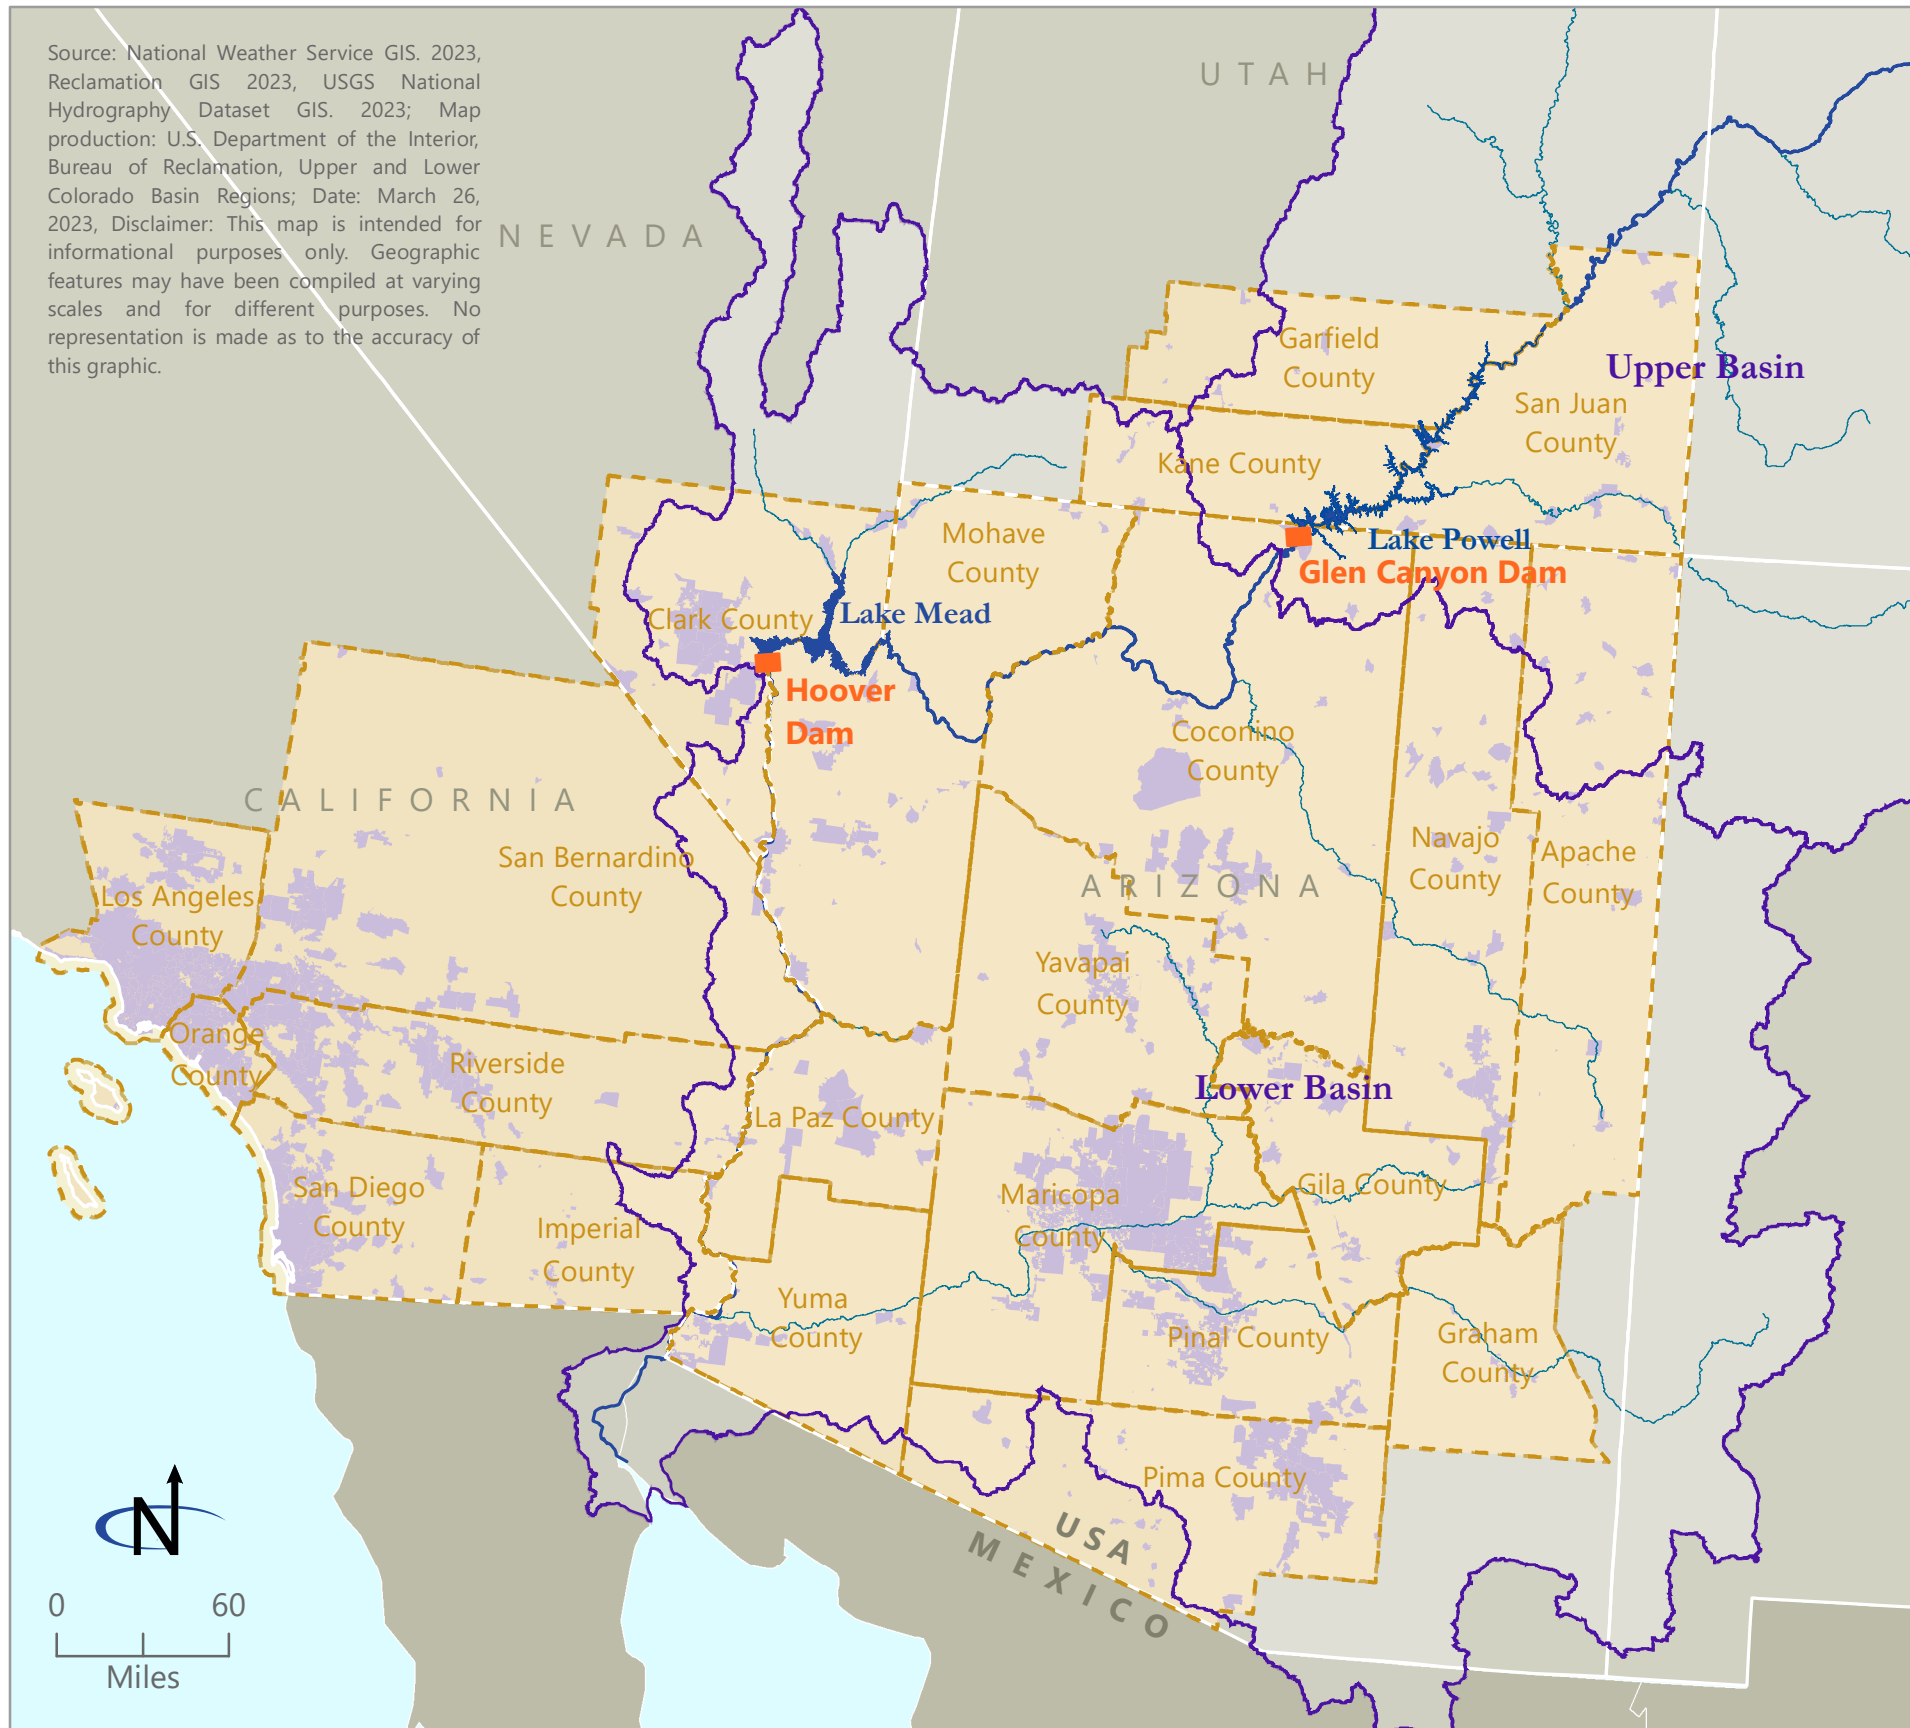 Source: National Weather Service GIS. 2023,
Reclamation GIS 2023, USGS National
Hydrography Dataset GIS. 2023; Map
production: U.S. Department of the Interior,
Bureau of Reclamation, Upper and Lower
Colorado Basin Regions; Date: March 26,
2023, Disclaimer: This map is intended for
informational purposes only. Geographic
features may have been compiled at varying
scales and for different purposes. No
representation is made as to the accuracy of
this graphic.
UTAH
NEVADA
Garfield
County
Upper Basin
San Juan
County
Kane County
Mohave
County
Lake Powell
Glen Canyon Dam
Clark County
Lake Mead
Hoover
Dam
Coconino
County
CALIFORNIA
San Bernardino
County
Navajo
County
Apache
County
ARIZONA
Los Angeles
County
Yavapai
County
Orange
County
Riverside
County
Lower Basin
La Paz County
San Diego
County
Maricopa
County
Gila County
Imperial
County
Yuma
County
Pinal County
Graham
County
Pima County
USA
MEXICO
N
0 60
Miles